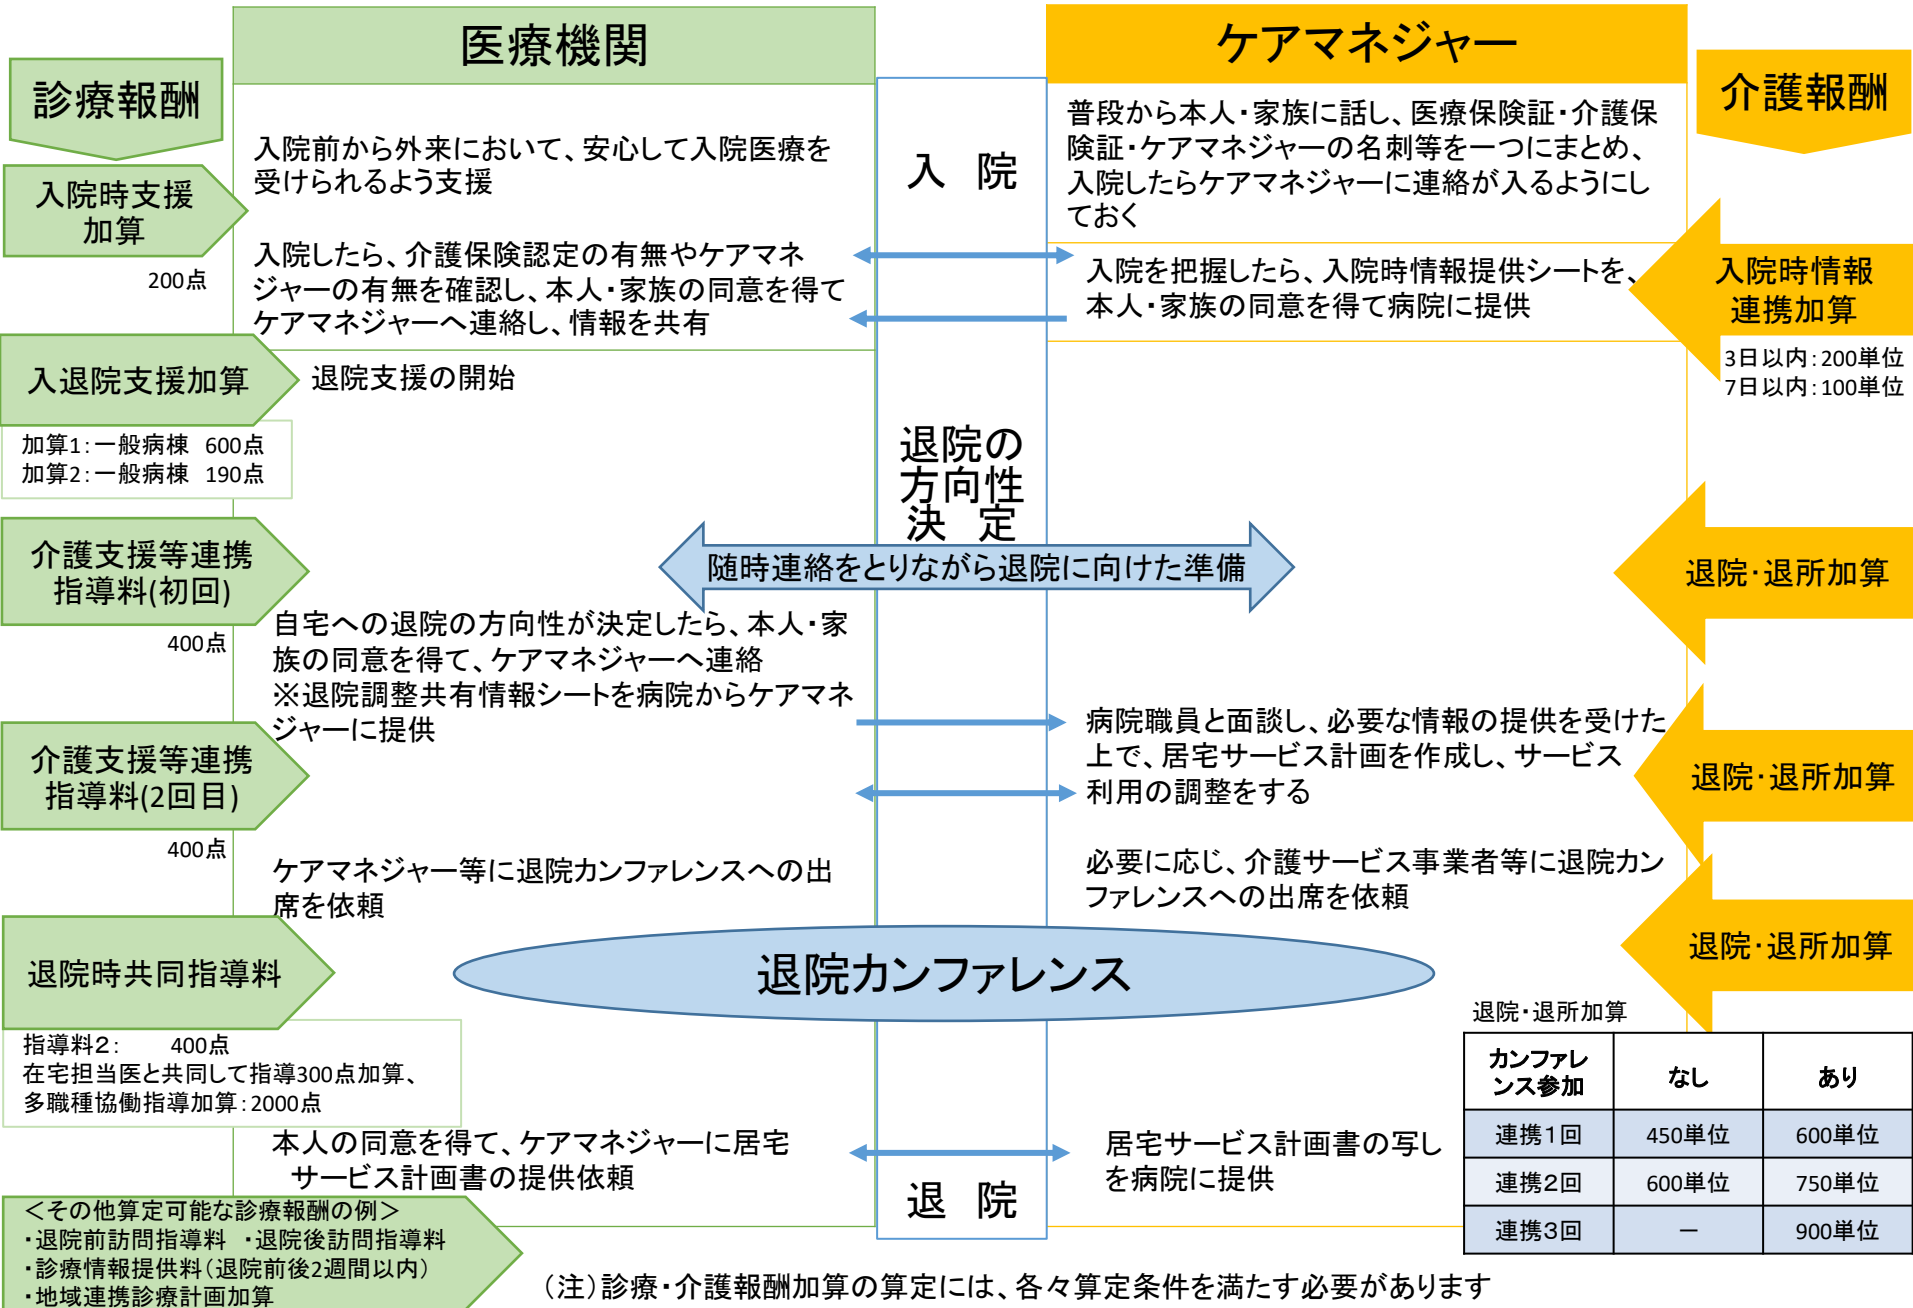 医療機関
ケアマネジャー
診療報酬
介護報酬
入院時支援
加算
200点
入院前から外来において、安心して入院医療を
受けられるよう支援
入　院
普段から本人・家族に話し、医療保険証・介護保
険証・ケアマネジャーの名刺等を一つにまとめ、
入院したらケアマネジャーに連絡が入るようにし
ておく
入院したら、介護保険認定の有無やケアマネ
ジャーの有無を確認し、本人・家族の同意を得て
ケアマネジャーへ連絡し、情報を共有
入院を把握したら、入院時情報提供シートを、
本人・家族の同意を得て病院に提供
入院時情報
連携加算
3日以内：200単位
7日以内：100単位
入退院支援加算
退院支援の開始
加算1：一般病棟　600点
加算2：一般病棟　190点
退院の
方向性
決　定
介護支援等連携
指導料(初回)
400点
随時連絡をとりながら退院に向けた準備
退院・退所加算
自宅への退院の方向性が決定したら、本人・家
族の同意を得て、ケアマネジャーへ連絡
※退院調整共有情報シートを病院からケアマネ
ジャーに提供
介護支援等連携
指導料(2回目)
400点
病院職員と面談し、必要な情報の提供を受けた
上で、居宅サービス計画を作成し、サービス
利用の調整をする
退院・退所加算
ケアマネジャー等に退院カンファレンスへの出
席を依頼
必要に応じ、介護サービス事業者等に退院カン
ファレンスへの出席を依頼
退院時共同指導料
退院カンファレンス
退院・退所加算
指導料２：　　400点
在宅担当医と共同して指導300点加算、
多職種協働指導加算：2000点
退院・退所加算
カンファレ
ンス参加
なし
あり
連携１回
450単位
600単位
連携２回
600単位
750単位
連携３回
－
900単位
本人の同意を得て、ケアマネジャーに居宅
サービス計画書の提供依頼
居宅サービス計画書の写し
を病院に提供
退　院
＜その他算定可能な診療報酬の例＞
・退院前訪問指導料　・退院後訪問指導料
・診療情報提供料（退院前後2週間以内）
・地域連携診療計画加算
（注）診療・介護報酬加算の算定には、各々算定条件を満たす必要があります